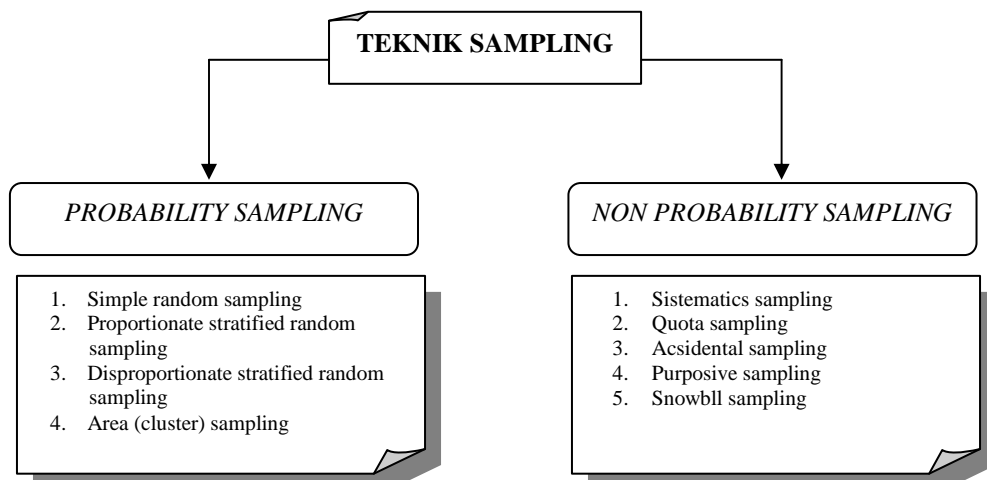 TEKNIK SAMPLING
PROBABILITY SAMPLING
1. Simple random sampling
2. Proportionate stratified random
sampling
3. Disproportionate stratified random
sampling
4. Area (cluster) sampling
NON PROBABILITY SAMPLING
1. Sistematics sampling
2. Quota sampling
3. Acsidental sampling
4. Purposive sampling
5. Snowbll sampling